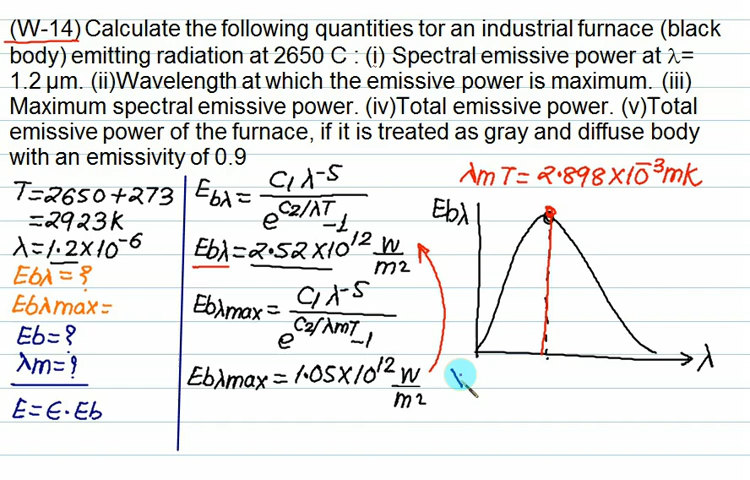 (W-14) Calculate the following quantities tor an industrial furnace (black
body) emitting radiation at 2650 C : (i) Spectral emissive power at λ=
1.2 µm. (ii)Wavelength at which the emissive power is maximum. (iii)
Maximum spectral emissive power. (iv)Total emissive power. (v)Total
emissive power of the furnace, if it is treated as gray and diffuse body
with an emissivity of 0.9
T=2650+273
=2923K
λ=1.2×10⁻⁶
Ebλ=?
Ebλmax=
Eb=?
λm=?
E=ϵ·Eb
Ebλ= C₁λ⁻⁵
e^C2/λT -1
Ebλ=2.52×10¹² W
m2
Ebλmax= C₁λ⁻⁵
e^C2/λmT -1
Ebλmax=1.05×10¹² W
m2
λmT=2.898×10⁻³mK
Ebλ
λ